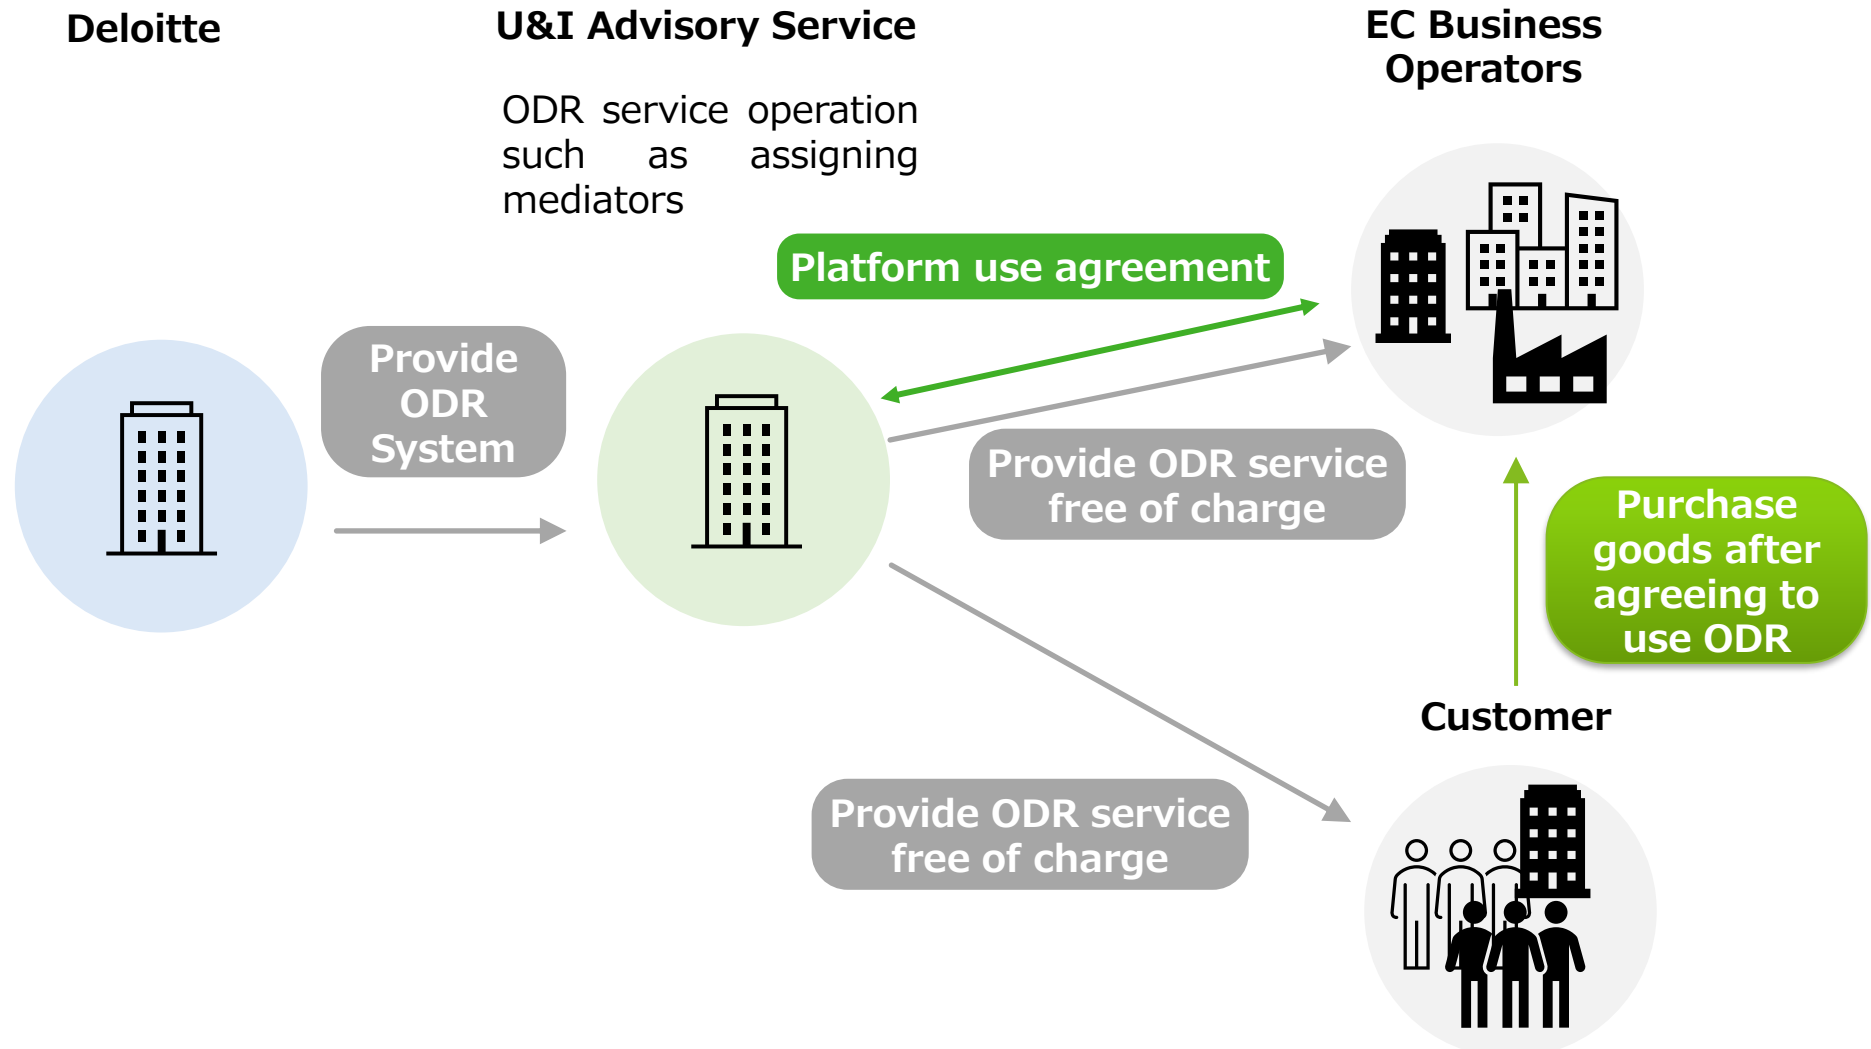 Deloitte
U&I Advisory Service
EC Business
Operators
ODR service operation
such as assigning
mediators
Platform use agreement
Provide
ODR
System
Provide ODR service
free of charge
Purchase
goods after
agreeing to
use ODR
Customer
Provide ODR service
free of charge